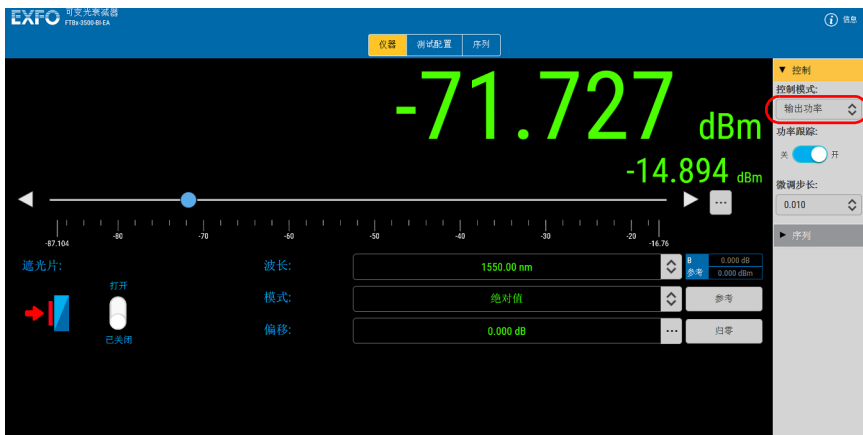 EXFO 可变光衰减器
FTBx-3500-BI-EA
信息
仪器 测试配置 序列
-71.727 dBm
-14.894 dBm
...
-87.104 -80 -70 -60 -50 -40 -30 -20 -16.76
遮光片:
打开
已关闭
波长: 1550.00 nm
B 0.000 dB
参考 0.000 dBm
模式: 绝对值 参考
偏移: 0.000 dB ... 归零
▼ 控制
控制模式:
输出功率
功率跟踪:
关 开
微调步长:
0.010
► 序列